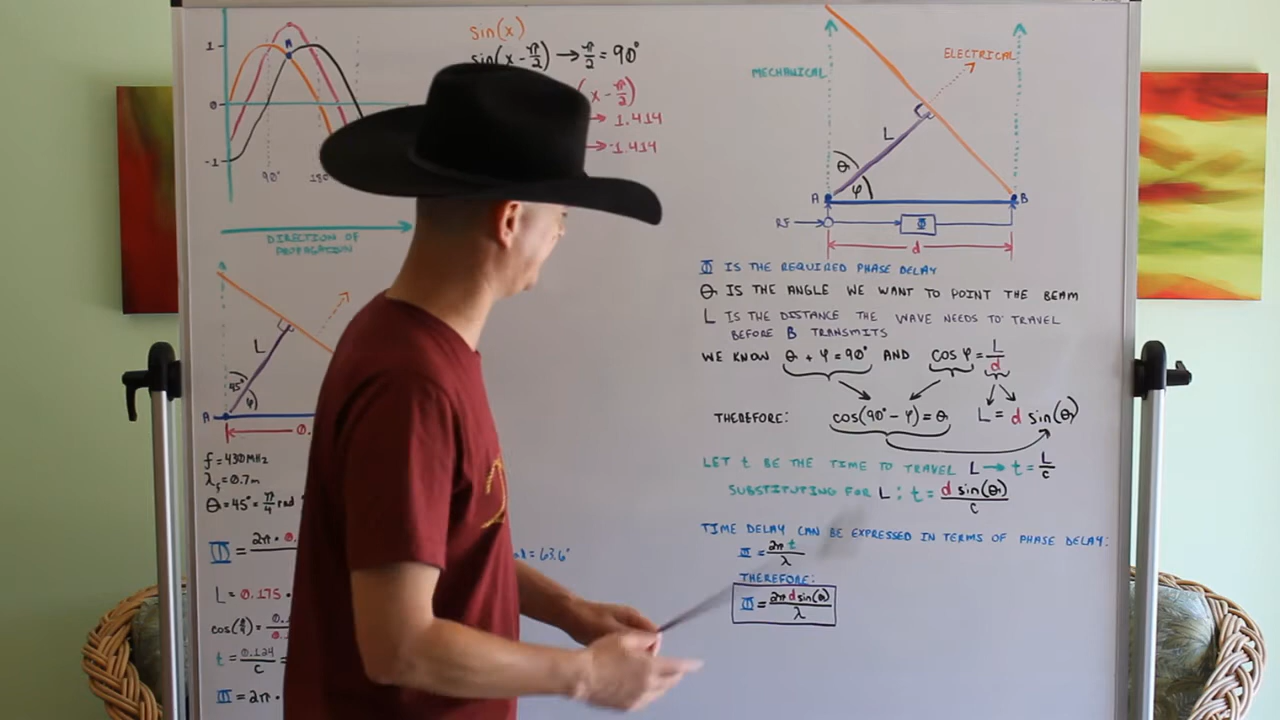 sin(x)
sin(x-π/2) → π/2 = 90°
(x-π/2)
→ 1.414
→ -1.414
1
0
-1
A
90°
180°
DIRECTION OF
PROPAGATION
L
45°
φ
A
0.
f = 430MHz
λ = 0.7m
θ = 45° = π/4 rad
Φ = 2π·0.
L = 0.175 ·
t = 0.124/c =
Φ = 2π ·
= 63.6°
MECHANICAL
ELECTRICAL
L
θ
φ
A
B
RF
Φ
d
Φ IS THE REQUIRED PHASE DELAY
θ IS THE ANGLE WE WANT TO POINT THE BEAM
L IS THE DISTANCE THE WAVE NEEDS TO TRAVEL
BEFORE B TRANSMITS
WE KNOW θ + φ = 90° AND cos φ = L/d
THEREFORE: cos(90° - φ) = θ L = d sin(θ)
LET t BE THE TIME TO TRAVEL L → t = L/c
SUBSTITUTING FOR L: t = d sin(θ)/c
TIME DELAY CAN BE EXPRESSED IN TERMS OF PHASE DELAY:
Φ = 2π t/λ
THEREFORE:
Φ = 2π d sin(θ)/λ